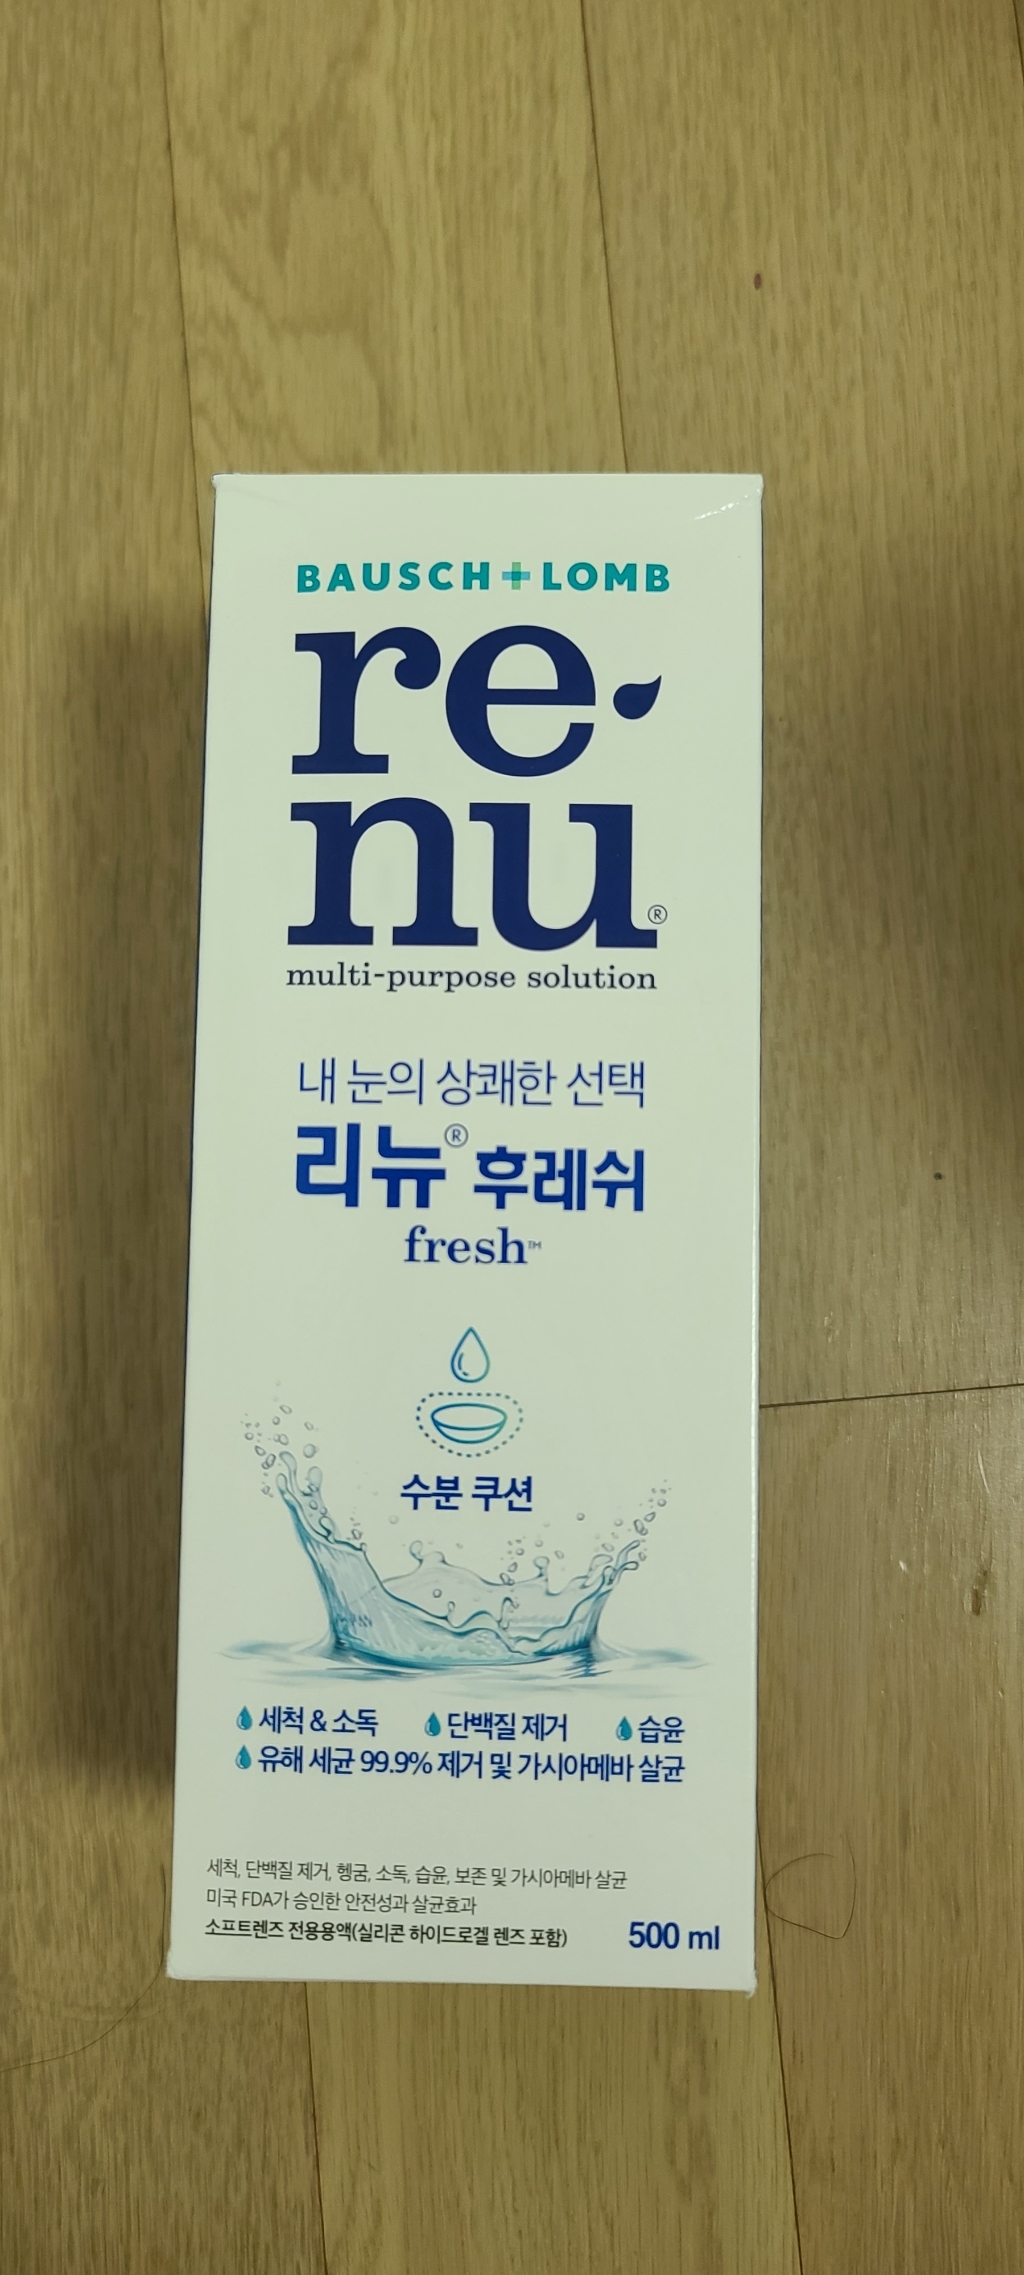 BAUSCH + LOMB
re
nu®
multi-purpose solution
내 눈의 상쾌한 선택
리뉴® 후레쉬
fresh™
수분 쿠션
세척 & 소독 단백질 제거 습윤
유해 세균 99.9% 제거 및 가시아메바 살균
세척, 단백질 제거, 헹굼, 소독, 습윤, 보존 및 가시아메바 살균
미국 FDA가 승인한 안전성과 살균효과
소프트렌즈 전용용액(실리콘 하이드로겔 렌즈 포함) 500 ml